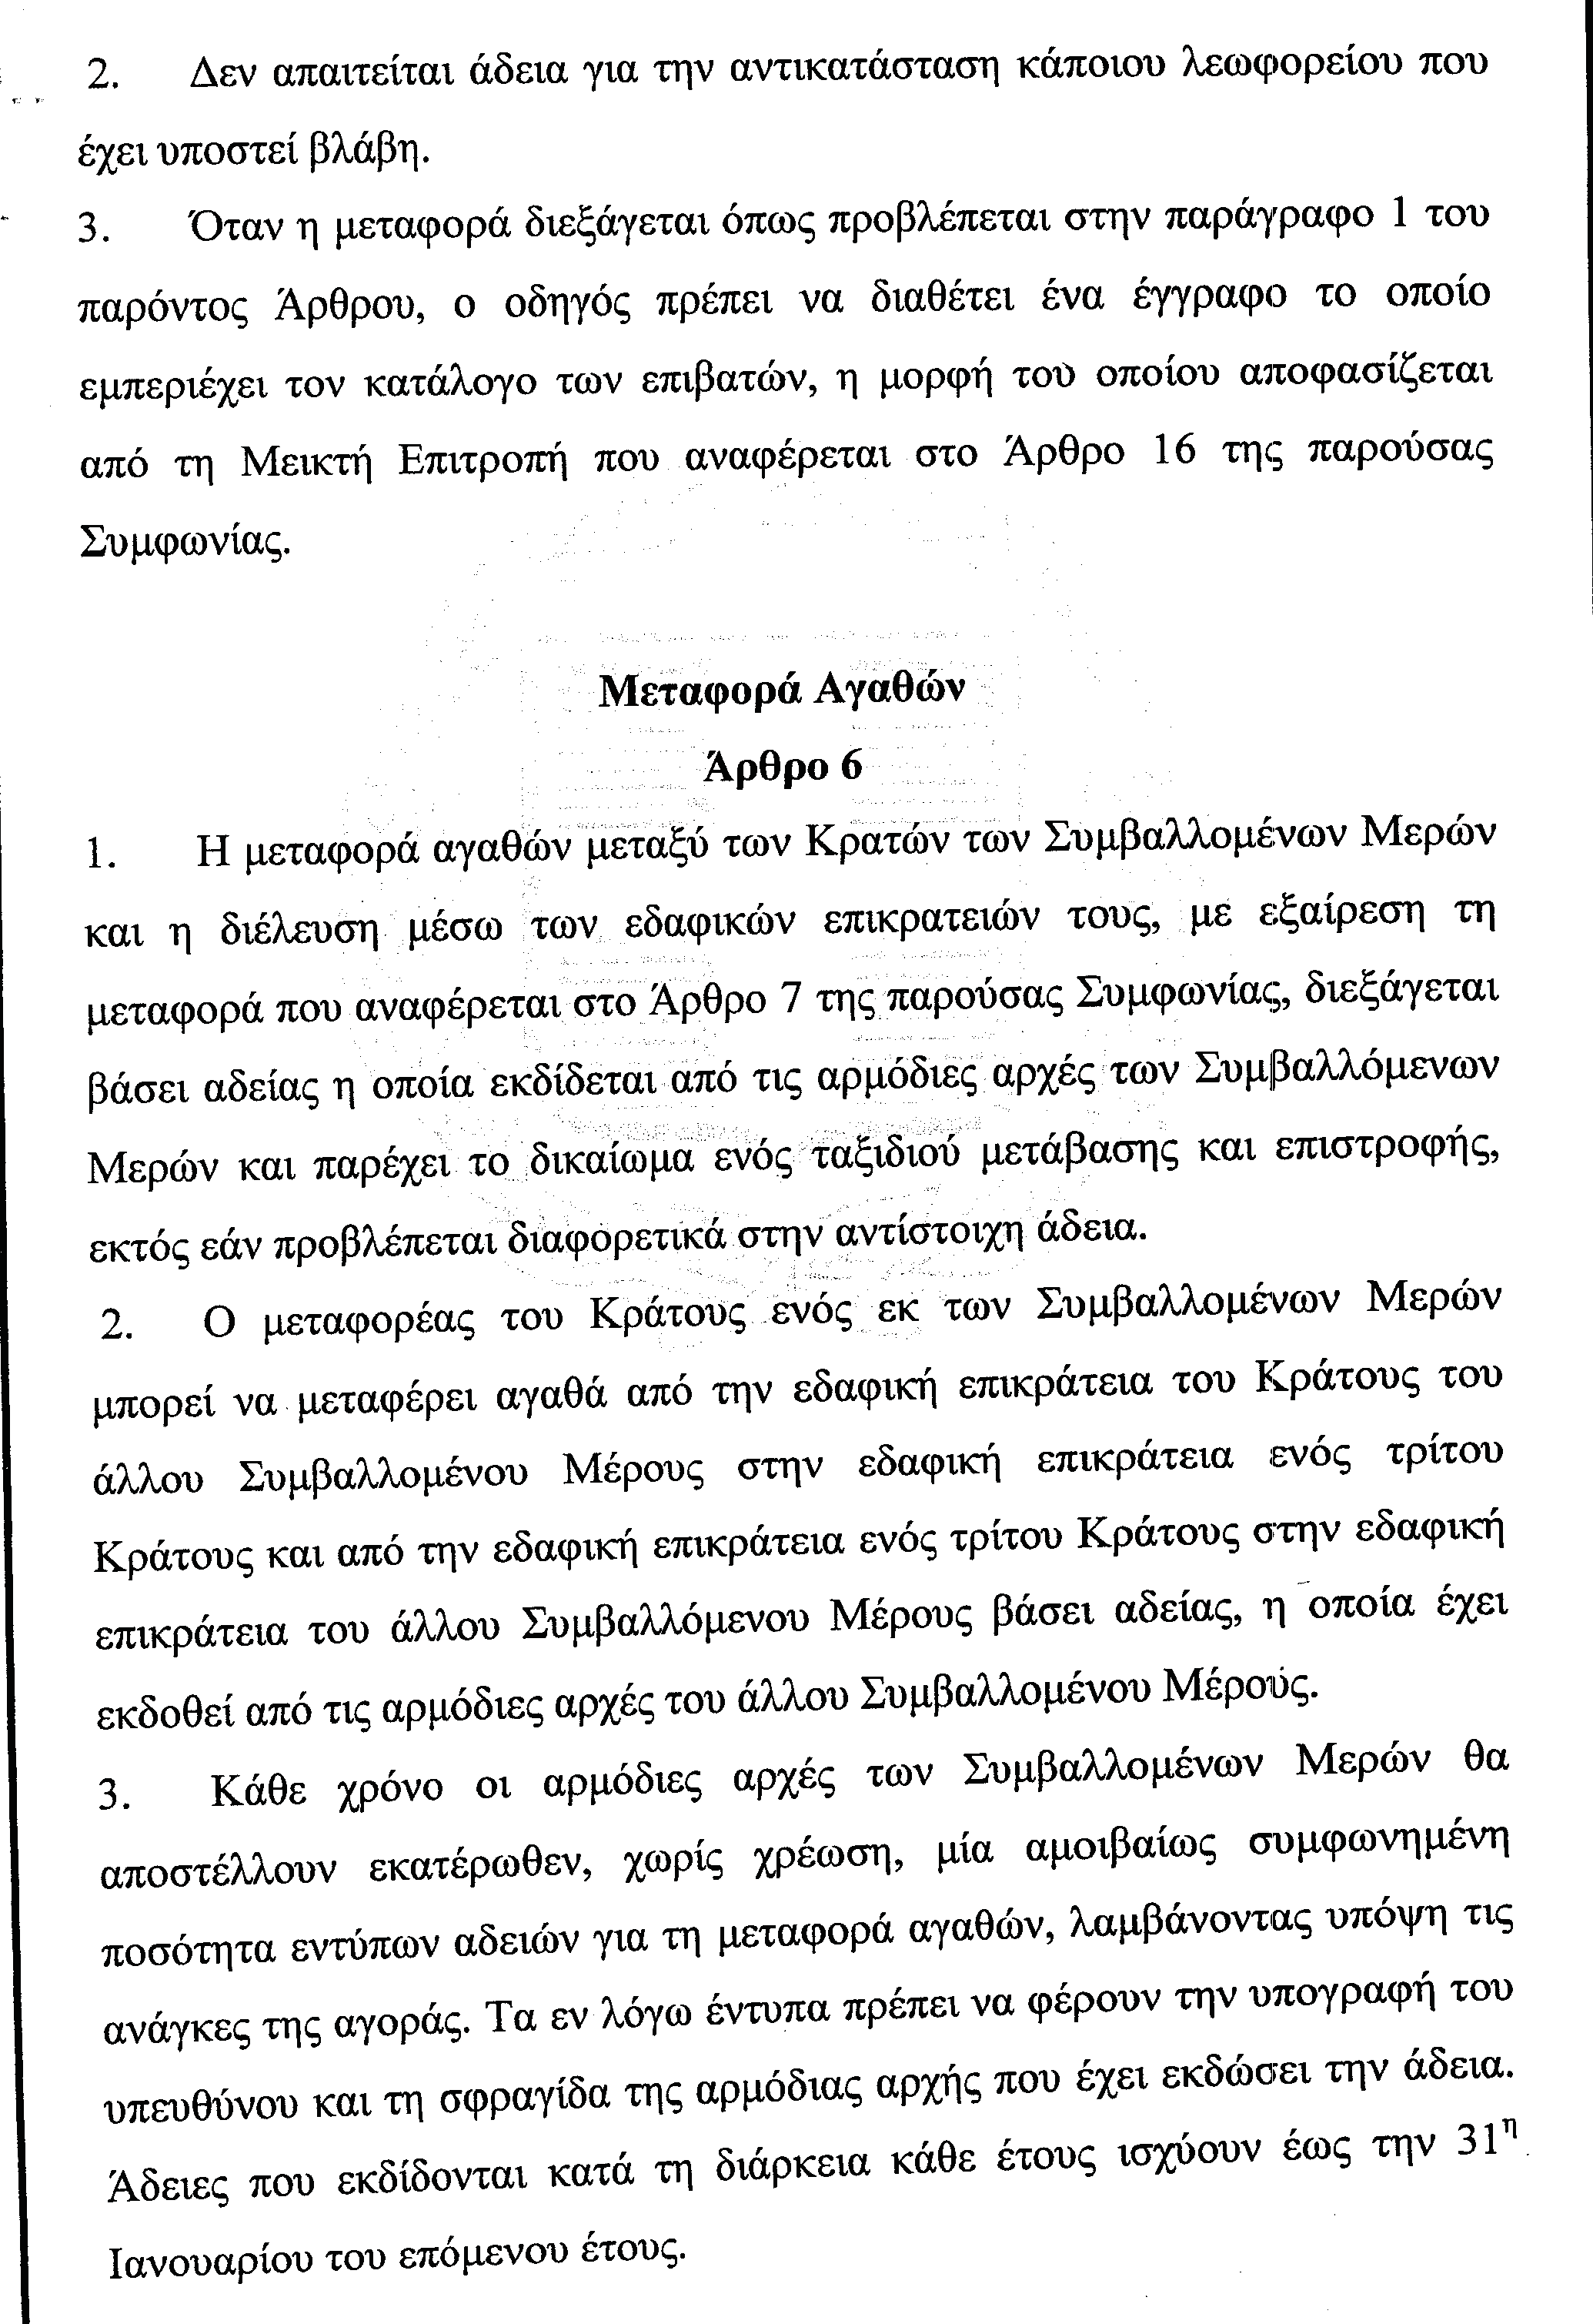 2. Δεν απαιτείται άδεια για την αντικατάσταση κάποιου λεωφορείου που
έχει υποστεί βλάβη.
3. Όταν η μεταφορά διεξάγεται όπως προβλέπεται στην παράγραφο 1 του
παρόντος Άρθρου, ο οδηγός πρέπει να διαθέτει ένα έγγραφο το οποίο
εμπεριέχει τον κατάλογο των επιβατών, η μορφή του οποίου αποφασίζεται
από τη Μεικτή Επιτροπή που αναφέρεται στο Άρθρο 16 της παρούσας
Συμφωνίας.
Μεταφορά Αγαθών
Άρθρο 6
1. Η μεταφορά αγαθών μεταξύ των Κρατών των Συμβαλλομένων Μερών
και η διέλευση μέσω των εδαφικών επικρατειών τους, με εξαίρεση τη
μεταφορά που αναφέρεται στο Άρθρο 7 της παρούσας Συμφωνίας, διεξάγεται
βάσει αδείας η οποία εκδίδεται από τις αρμόδιες αρχές των Συμβαλλόμενων
Μερών και παρέχει το δικαίωμα ενός ταξιδιού μετάβασης και επιστροφής,
εκτός εάν προβλέπεται διαφορετικά στην αντίστοιχη άδεια.
2. Ο μεταφορέας του Κράτους ενός εκ των Συμβαλλομένων Μερών
μπορεί να μεταφέρει αγαθά από την εδαφική επικράτεια του Κράτους του
άλλου Συμβαλλομένου Μέρους στην εδαφική επικράτεια ενός τρίτου
Κράτους και από την εδαφική επικράτεια ενός τρίτου Κράτους στην εδαφική
επικράτεια του άλλου Συμβαλλόμενου Μέρους βάσει αδείας, η οποία έχει
εκδοθεί από τις αρμόδιες αρχές του άλλου Συμβαλλομένου Μέρους.
3. Κάθε χρόνο οι αρμόδιες αρχές των Συμβαλλομένων Μερών θα
αποστέλλουν εκατέρωθεν, χωρίς χρέωση, μία αμοιβαίως συμφωνημένη
ποσότητα εντύπων αδειών για τη μεταφορά αγαθών, λαμβάνοντας υπόψη τις
ανάγκες της αγοράς. Τα εν λόγω έντυπα πρέπει να φέρουν την υπογραφή του
υπευθύνου και τη σφραγίδα της αρμόδιας αρχής που έχει εκδώσει την άδεια.
Άδειες που εκδίδονται κατά τη διάρκεια κάθε έτους ισχύουν έως την 31η
Ιανουαρίου του επόμενου έτους.